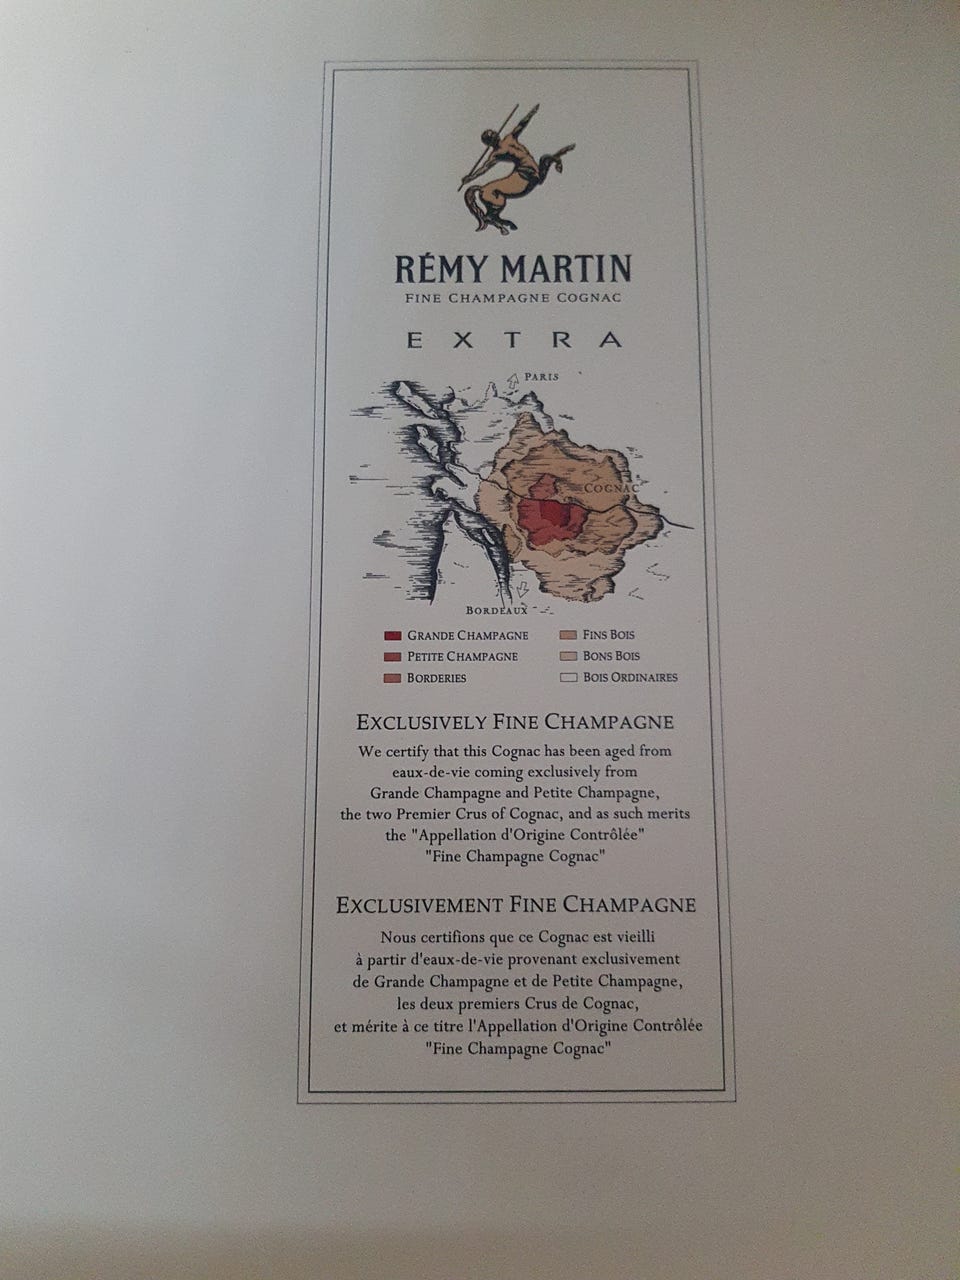 RÉMY MARTIN
FINE CHAMPAGNE COGNAC
EXTRA
PARIS
COGNAC
BORDEAUX
GRANDE CHAMPAGNE
FINS BOIS
PETITE CHAMPAGNE
BONS BOIS
BORDERIES
BOIS ORDINAIRES
EXCLUSIVELY FINE CHAMPAGNE
We certify that this Cognac has been aged from
eaux-de-vie coming exclusively from
Grande Champagne and Petite Champagne,
the two Premier Crus of Cognac, and as such merits
the "Appellation d'Origine Contrôlée"
"Fine Champagne Cognac"
EXCLUSIVEMENT FINE CHAMPAGNE
Nous certifions que ce Cognac est vieilli
à partir d'eaux-de-vie provenant exclusivement
de Grande Champagne et de Petite Champagne,
les deux premiers Crus de Cognac,
et mérite à ce titre l'Appellation d'Origine Contrôlée
"Fine Champagne Cognac"